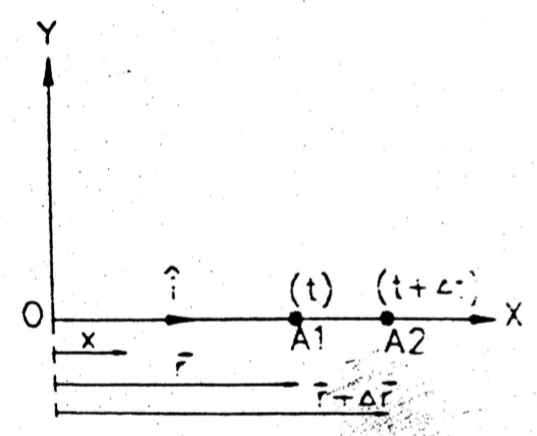 Y
î
(t)
(t+
O
X
A1
A2
x
r̄
r̄+Δr̄